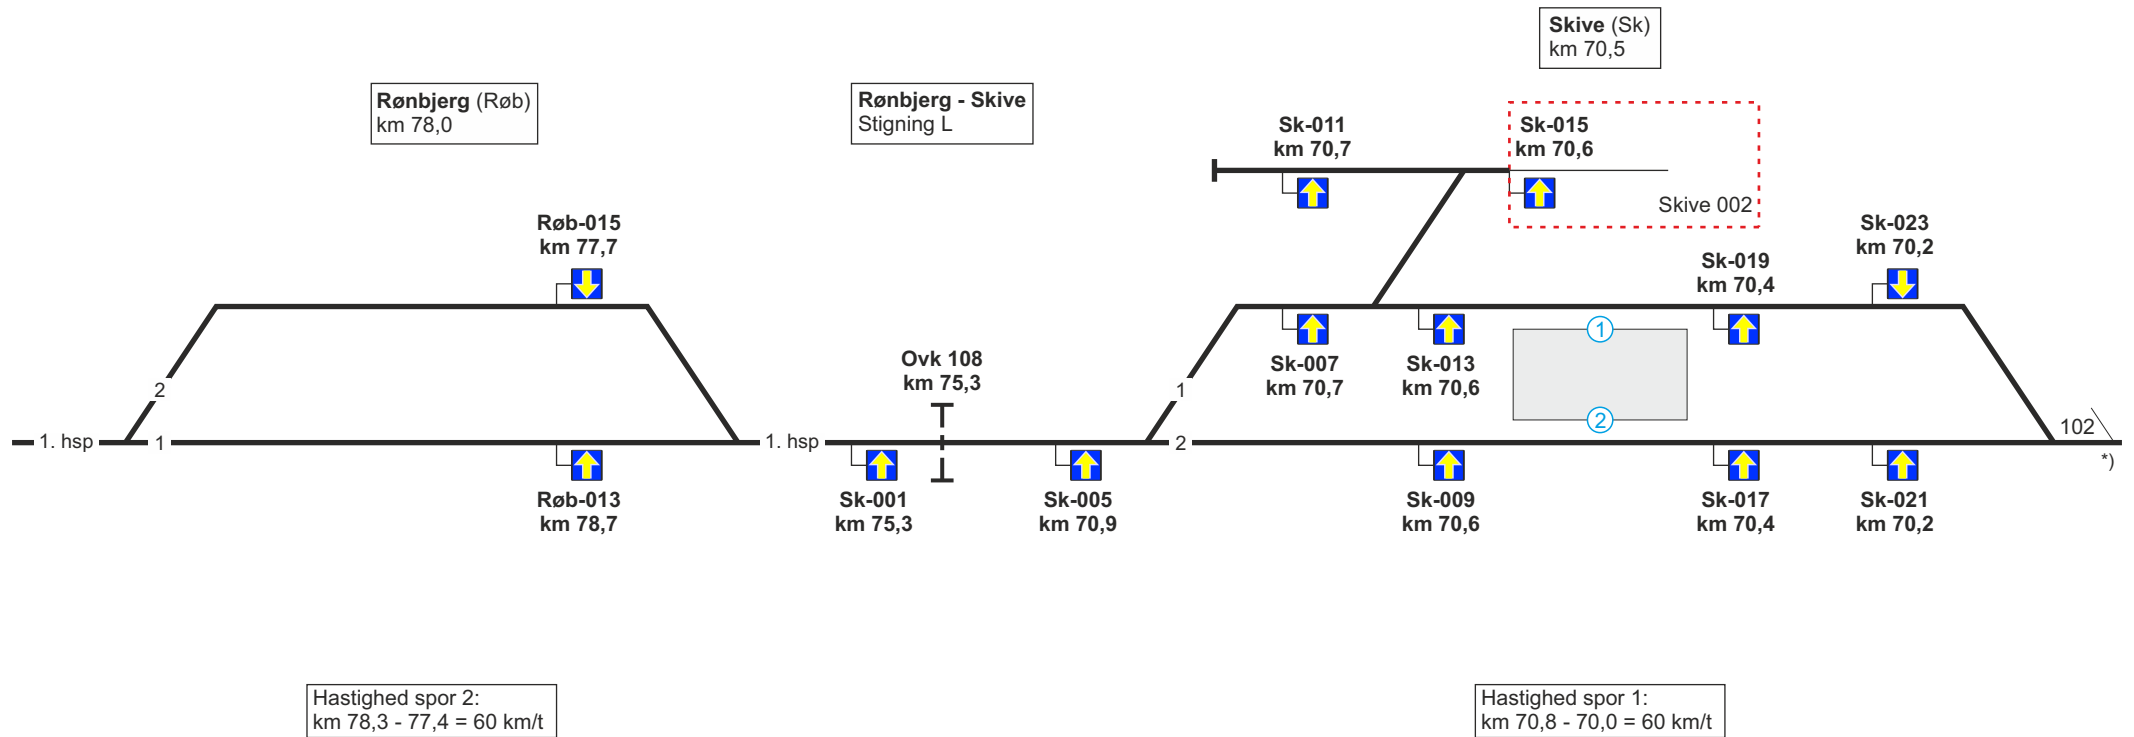 Skive (Sk)
km 70,5
Rønbjerg (Røb)
km 78,0
Rønbjerg - Skive
Stigning L
Sk-011
km 70,7
Sk-015
km 70,6
Skive 002
Røb-015
km 77,7
Sk-023
km 70,2
Sk-019
km 70,4
Ovk 108
km 75,3
Sk-007
km 70,7
Sk-013
km 70,6
1
2
2
1
1. hsp
1
1. hsp
2
102
*)
Røb-013
km 78,7
Sk-001
km 75,3
Sk-005
km 70,9
Sk-009
km 70,6
Sk-017
km 70,4
Sk-021
km 70,2
Hastighed spor 2:
km 78,3 - 77,4 = 60 km/t
Hastighed spor 1:
km 70,8 - 70,0 = 60 km/t